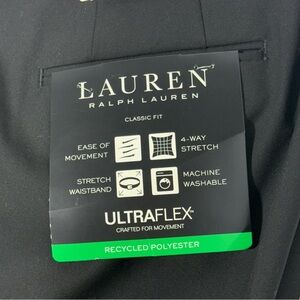 LAUREN
RALPH LAUREN
CLASSIC FIT
EASE OF
MOVEMENT
4-WAY
STRETCH
STRETCH
WAISTBAND
MACHINE
WASHABLE
ULTRAFLEX
CRAFTED FOR MOVEMENT
RECYCLED POLYESTER